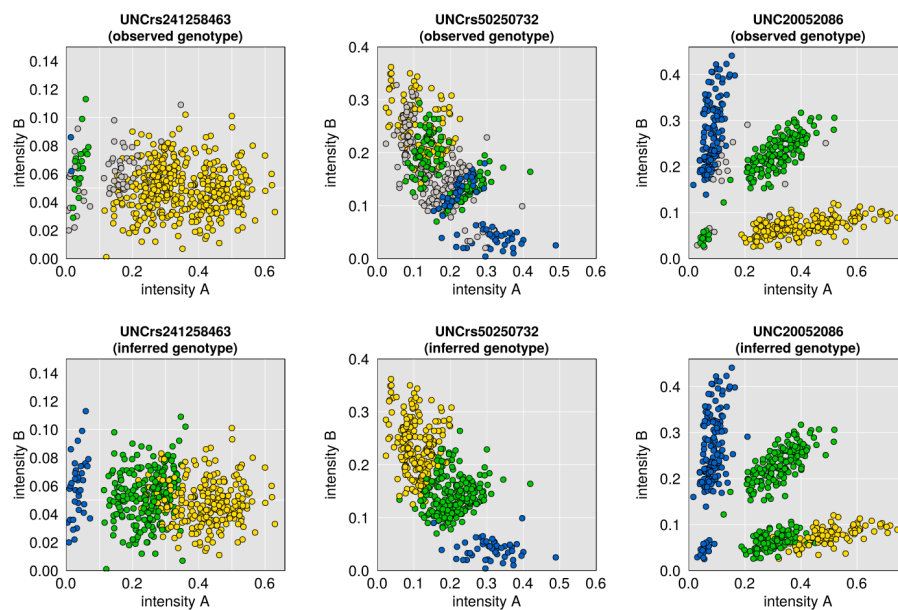 UNCrs241258463
(observed genotype)
0.14
0.12
0.10
0.08
0.06
0.04
0.02
0.00
intensity B
0.0 0.2 0.4 0.6
intensity A
UNCrs50250732
(observed genotype)
0.4
0.3
0.2
0.1
0.0
intensity B
0.0 0.1 0.2 0.3 0.4 0.5 0.6
intensity A
UNC20052086
(observed genotype)
0.4
0.3
0.2
0.1
0.0
intensity B
0.0 0.2 0.4 0.6
intensity A
UNCrs241258463
(inferred genotype)
0.14
0.12
0.10
0.08
0.06
0.04
0.02
0.00
intensity B
0.0 0.2 0.4 0.6
intensity A
UNCrs50250732
(inferred genotype)
0.4
0.3
0.2
0.1
0.0
intensity B
0.0 0.1 0.2 0.3 0.4 0.5 0.6
intensity A
UNC20052086
(inferred genotype)
0.4
0.3
0.2
0.1
0.0
intensity B
0.0 0.2 0.4 0.6
intensity A